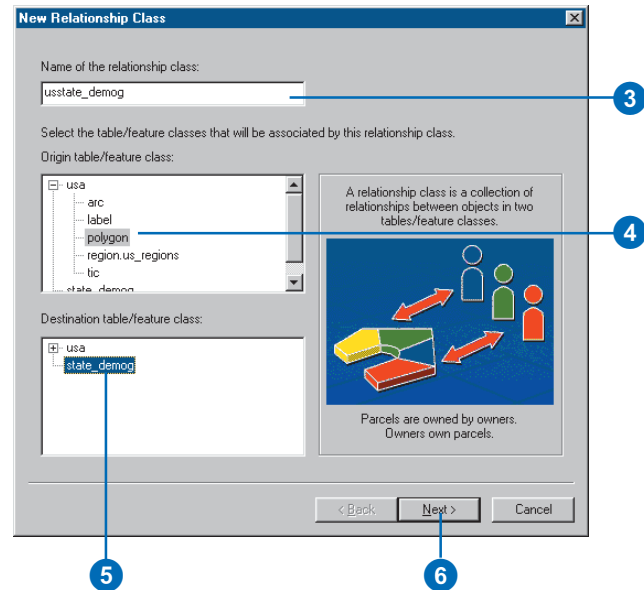 New Relationship Class
Name of the relationship class:
usstate_demog
3
Select the table/feature classes that will be associated by this relationship class.
Origin table/feature class:
usa
arc
label
polygon
4
region.us_regions
tic
state_demog
A relationship class is a collection of
relationships between objects in two
tables/feature classes.
Destination table/feature class:
usa
state_demog
Parcels are owned by owners.
Owners own parcels.
< Back
Next >
Cancel
5
6